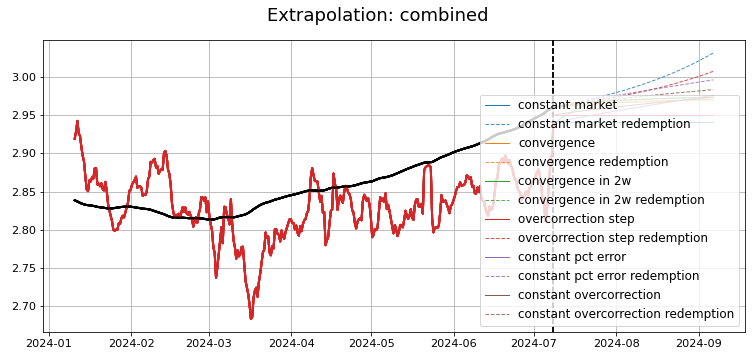 Extrapolation: combined
3.00
2.95
2.90
2.85
2.80
2.75
2.70
constant market
constant market redemption
convergence
convergence redemption
convergence in 2w
convergence in 2w redemption
overcorrection step
overcorrection step redemption
constant pct error
constant pct error redemption
constant overcorrection
constant overcorrection redemption
2024-01 2024-02 2024-03 2024-04 2024-05 2024-06 2024-07 2024-08 2024-09